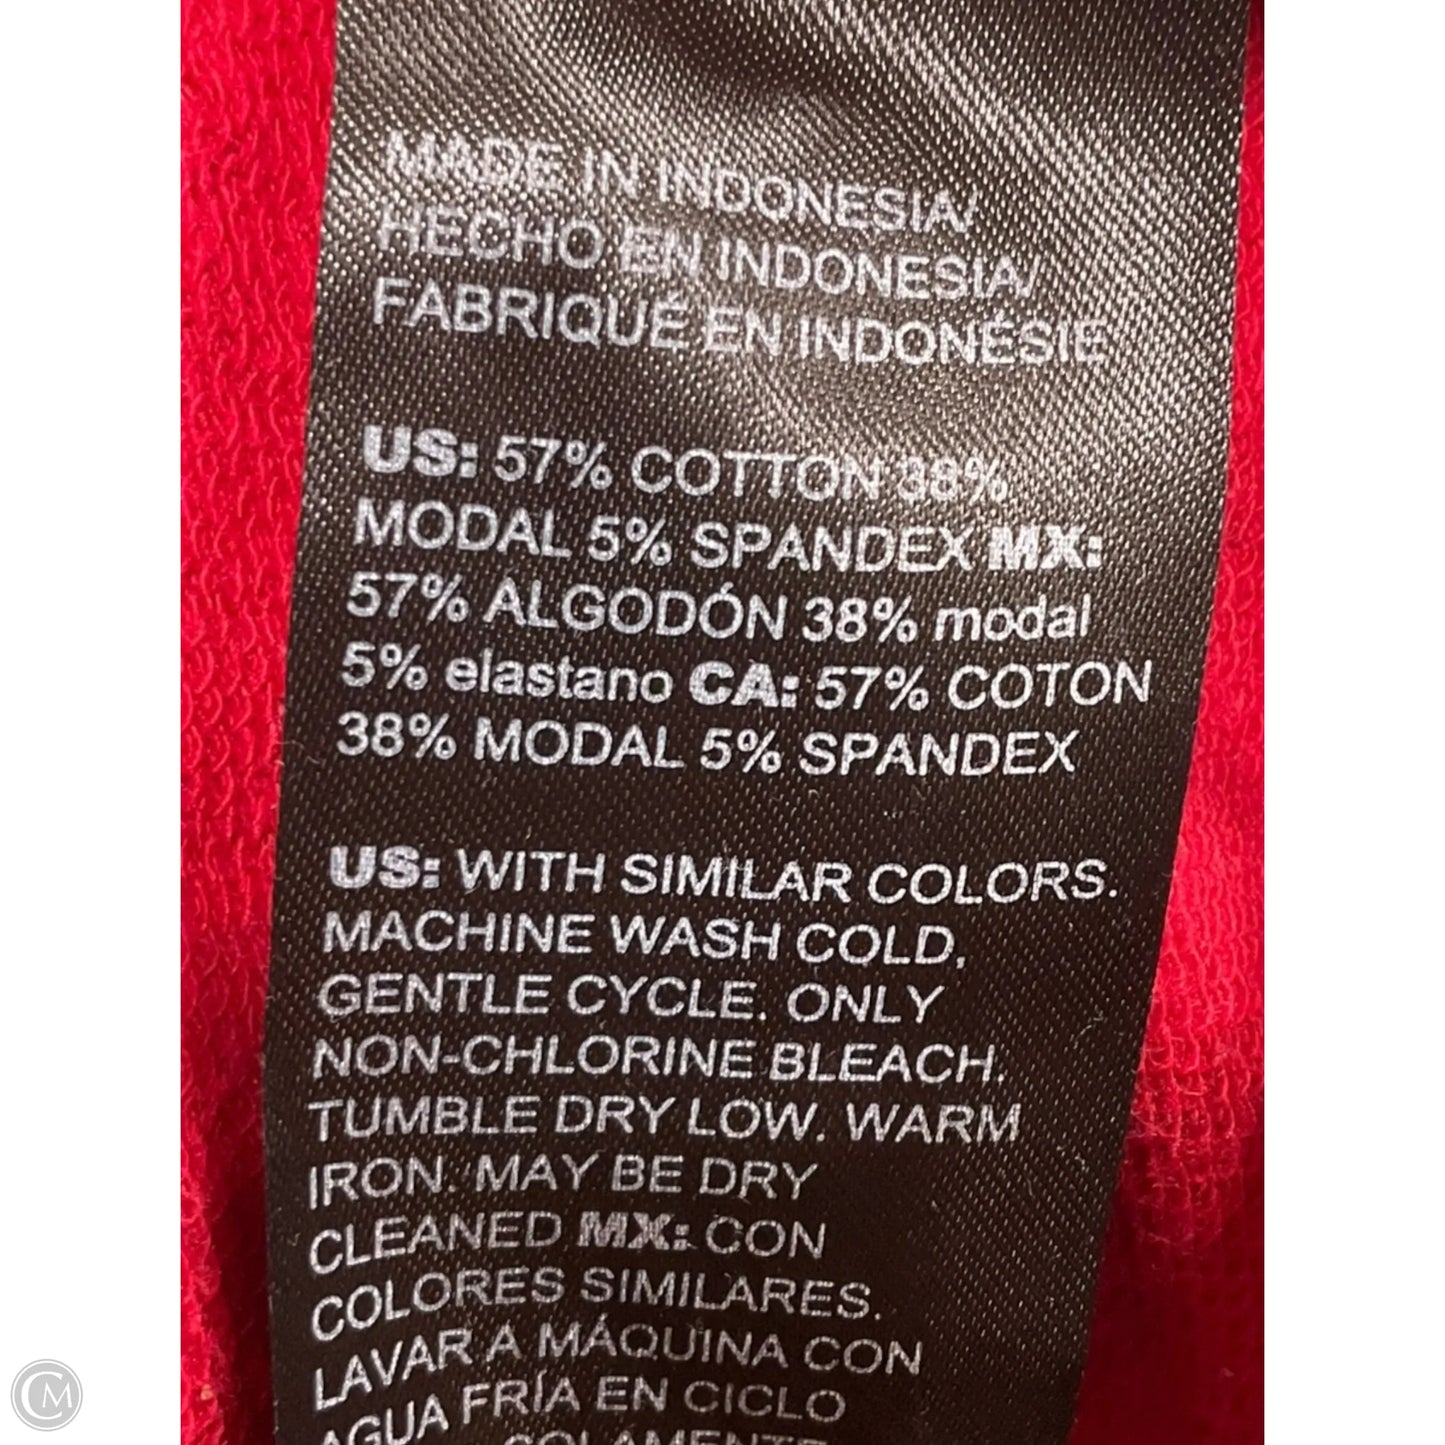 MADE IN INDONESIA/
HECHO EN INDONESIA/
FABRIQUÉ EN INDONÉSIE
US: 57% COTTON 38%
MODAL 5% SPANDEX MX:
57% ALGODÓN 38% modal
5% elastano CA: 57% COTON
38% MODAL 5% SPANDEX
US: WITH SIMILAR COLORS.
MACHINE WASH COLD,
GENTLE CYCLE. ONLY
NON-CHLORINE BLEACH.
TUMBLE DRY LOW. WARM
IRON. MAY BE DRY
CLEANED MX: CON
COLORES SIMILARES.
LAVAR A MÁQUINA CON
AGUA FRÍA EN CICLO
SOLAMENTE
CM